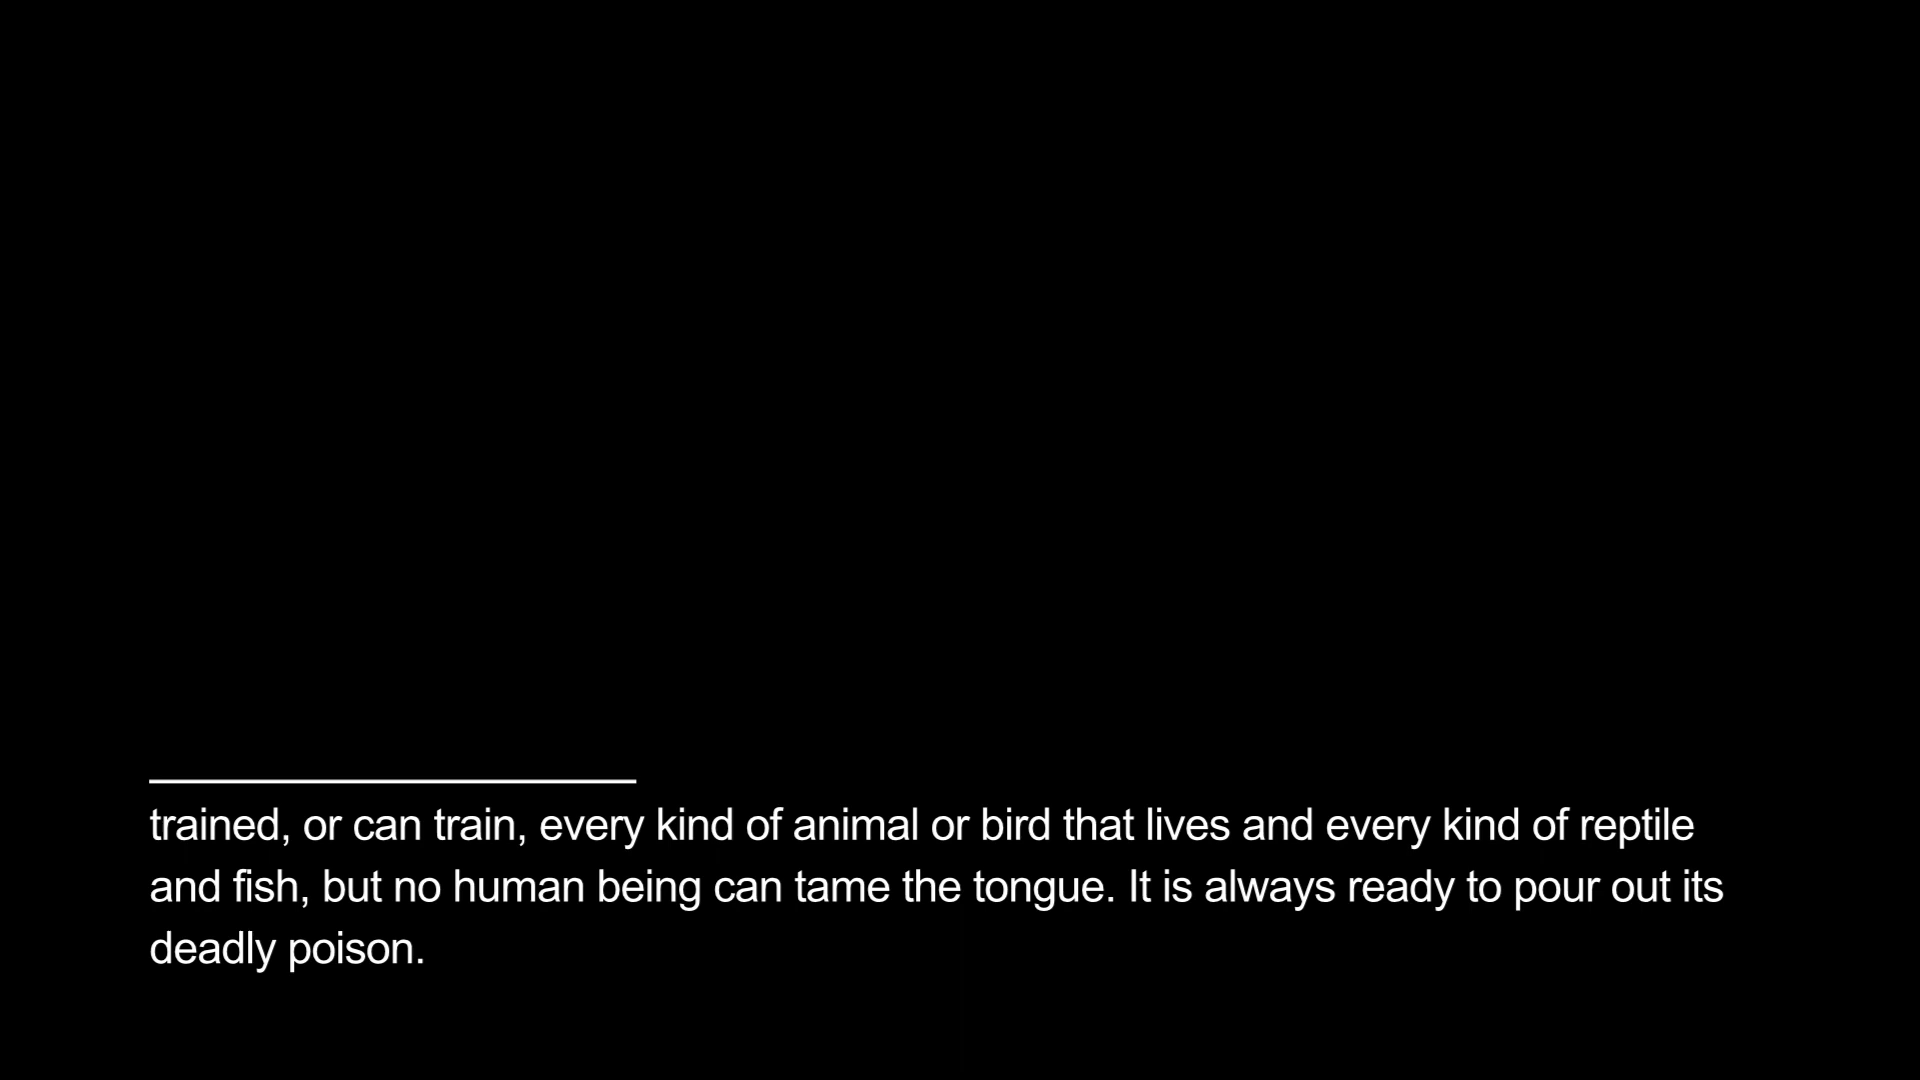 trained, or can train, every kind of animal or bird that lives and every kind of reptile
and fish, but no human being can tame the tongue. It is always ready to pour out its
deadly poison.